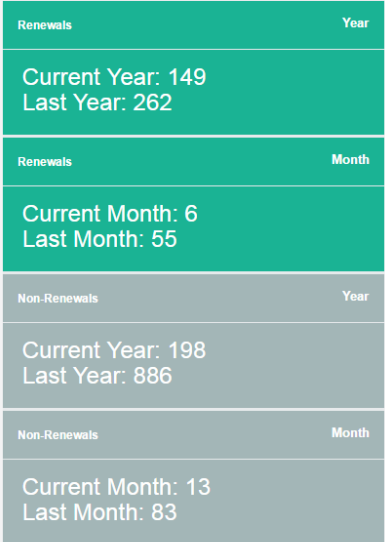 Renewals Year
Current Year: 149
Last Year: 262
Renewals Month
Current Month: 6
Last Month: 55
Non-Renewals Year
Current Year: 198
Last Year: 886
Non-Renewals Month
Current Month: 13
Last Month: 83